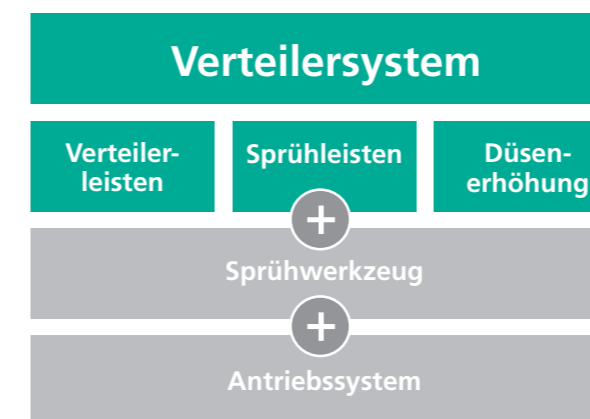 Verteilersystem
Verteiler-
leisten
Sprühleisten
Düsen-
erhöhung
+
Sprühwerkzeug
+
Antriebssystem